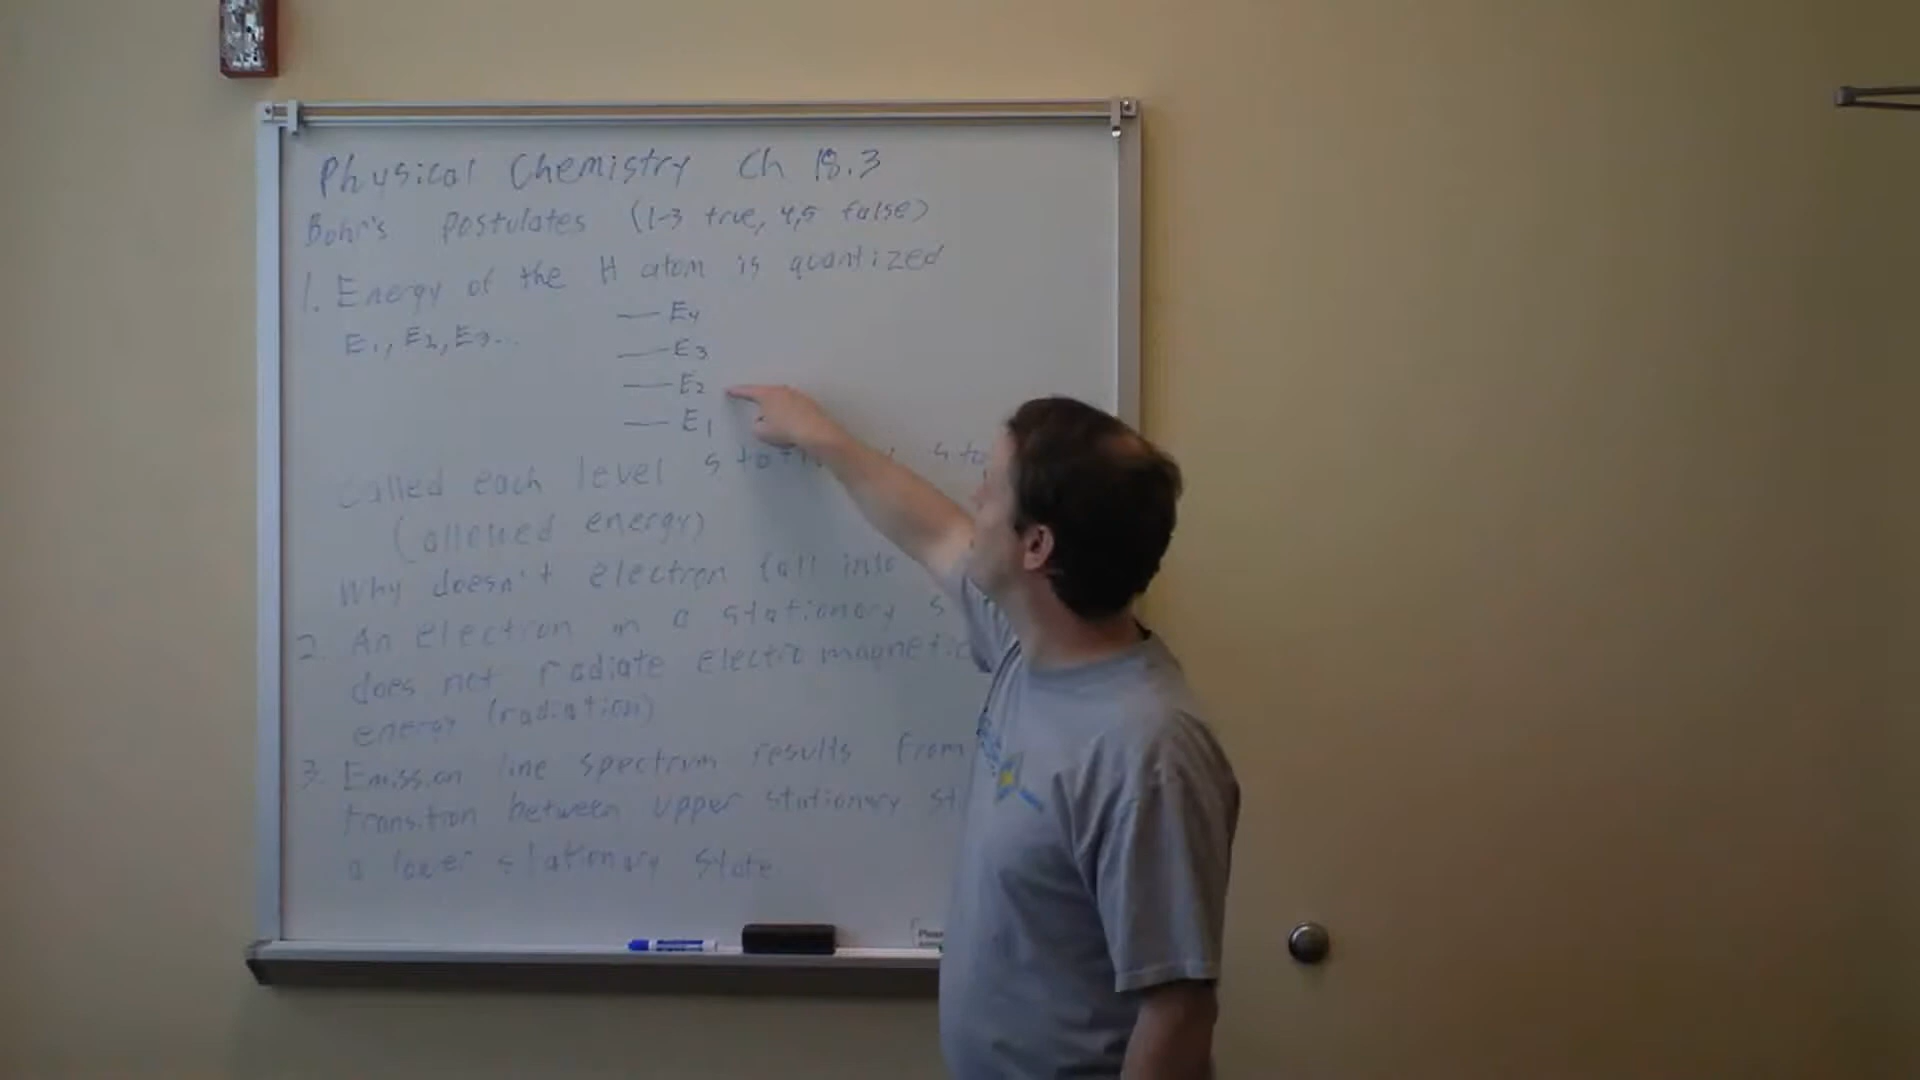 Physical Chemistry Ch 18.3
Bohr's Postulates (1-3 true, 4,5 false)
1. Energy of the H atom is quantized
E1, E2, E3...
E4
E3
E2
E1
Called each level
(allowed energy)
Why doesn't electron fall into
2. An electron in a stationary
does not radiate electromagnetic
energy (radiation)
3. Emission line spectrum results from
transition between upper stationary st
a lower stationary state